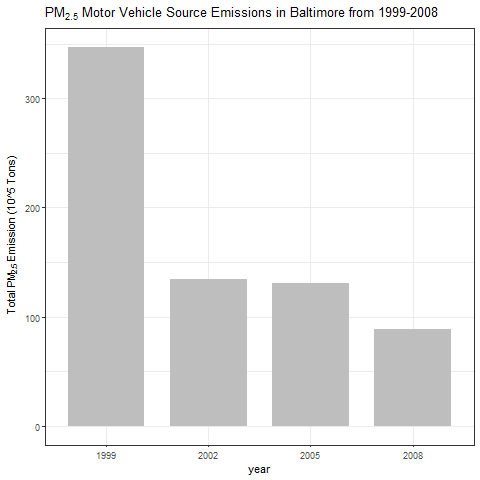 PM2.5 Motor Vehicle Source Emissions in Baltimore from 1999-2008
Total PM2.5 Emission (10^5 Tons)
300
200
100
0
1999 2002 2005 2008
year